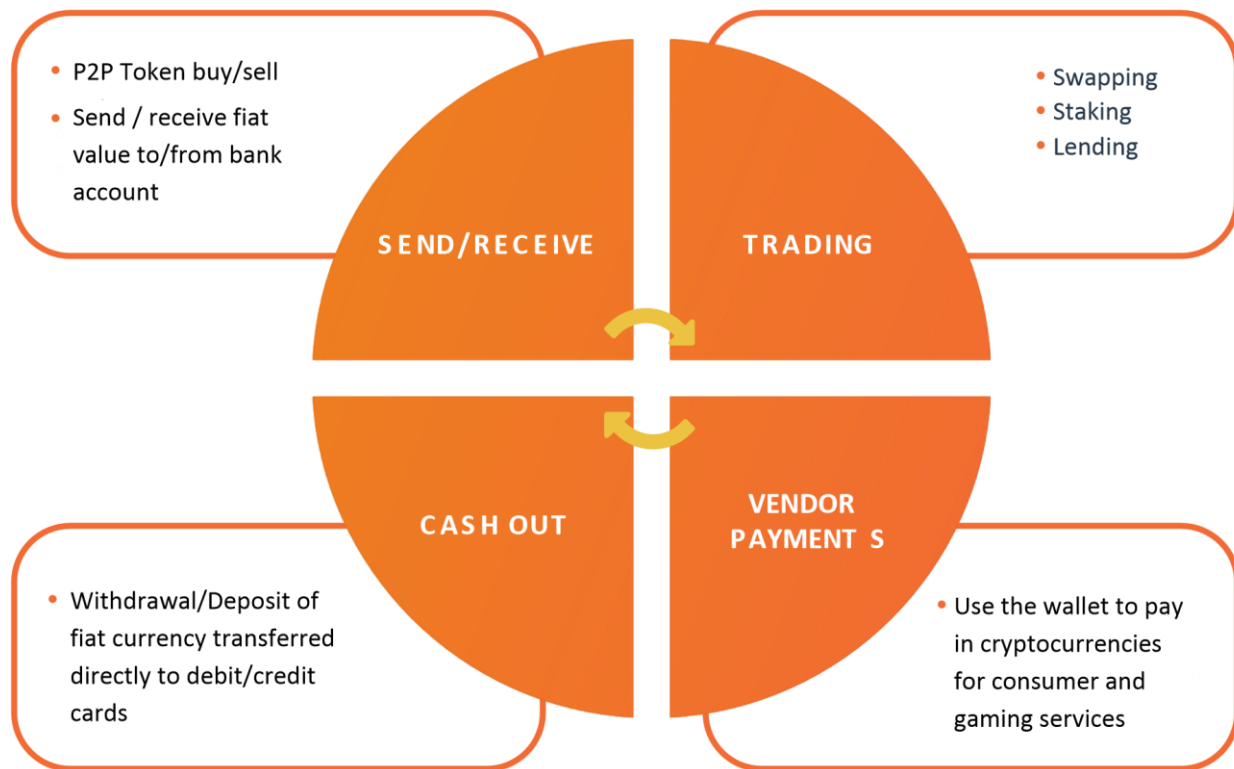 • P2P Token buy/sell
• Send / receive fiat
value to/from bank
account
SEND/RECEIVE
• Swapping
• Staking
• Lending
TRADING
CASH OUT
• Withdrawal/Deposit of
fiat currency transferred
directly to debit/credit
cards
VENDOR
PAYMENT S
• Use the wallet to pay
in cryptocurrencies
for consumer and
gaming services